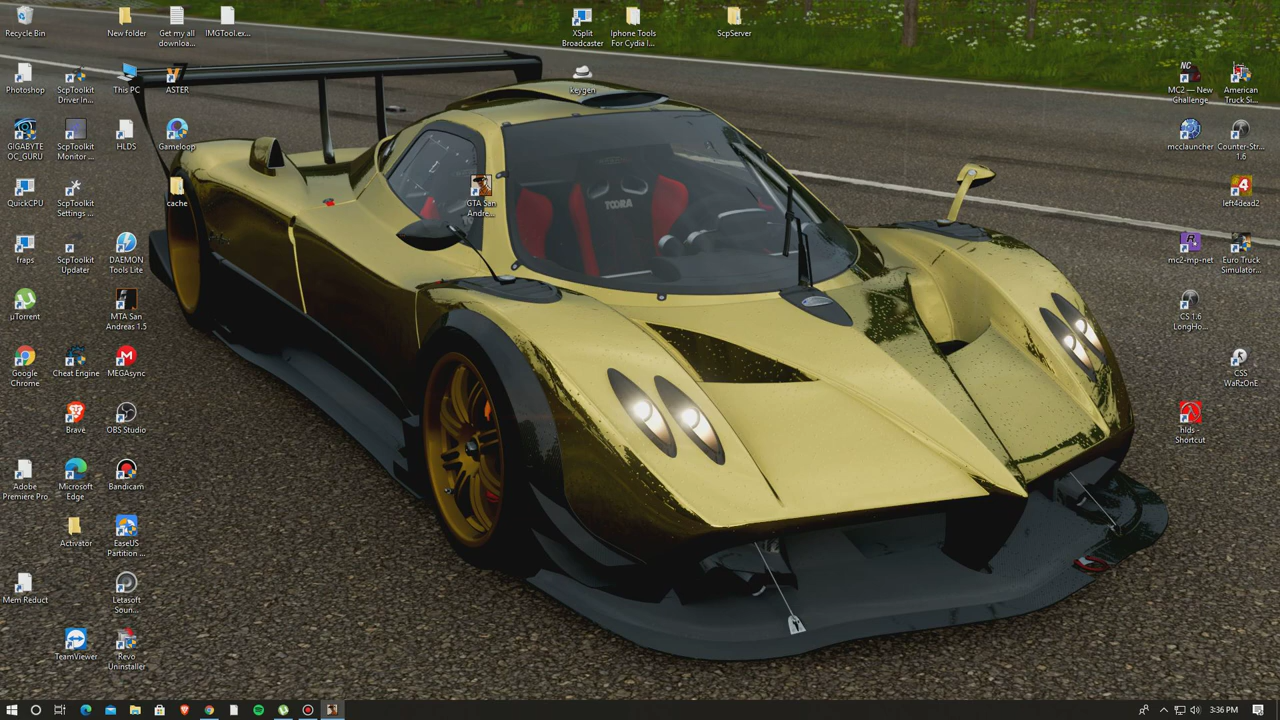 Recycle Bin
New folder
Get my all
downloa...
IMGTool.ex...
XSplit
Broadcaster
Iphone Tools
For Cydia I...
ScpServer
Photoshop
ScpToolkit
Driver In...
This PC
ASTER
keygen
NC
MC2 — New
Challenge
American
Truck Si...
GIGABYTE
OC_GURU
ScpToolkit
Monitor ...
HLDS
Gameloop
mcclauncher
Counter-Str...
1.6
QuickCPU
ScpToolkit
Settings ...
cache
GTA San
Andre...
TOORA
4
left4dead2
fraps
ScpToolkit
Updater
DAEMON
Tools Lite
R
mc2-mp-net
Euro Truck
Simulator...
µTorrent
MTA San
Andreas 1.5
CS 1.6
LongHo...
Google
Chrome
Cheat Engine
MEGAsync
CSS
WaRzOnE
Brave
OBS Studio
hlds -
Shortcut
Adobe
Premiere Pro
Microsoft
Edge
Bandicam
Activator
EaseUS
Partition ...
Mem Reduct
Letasoft
Soun...
TeamViewer
Revo
Uninstaller
3:36 PM